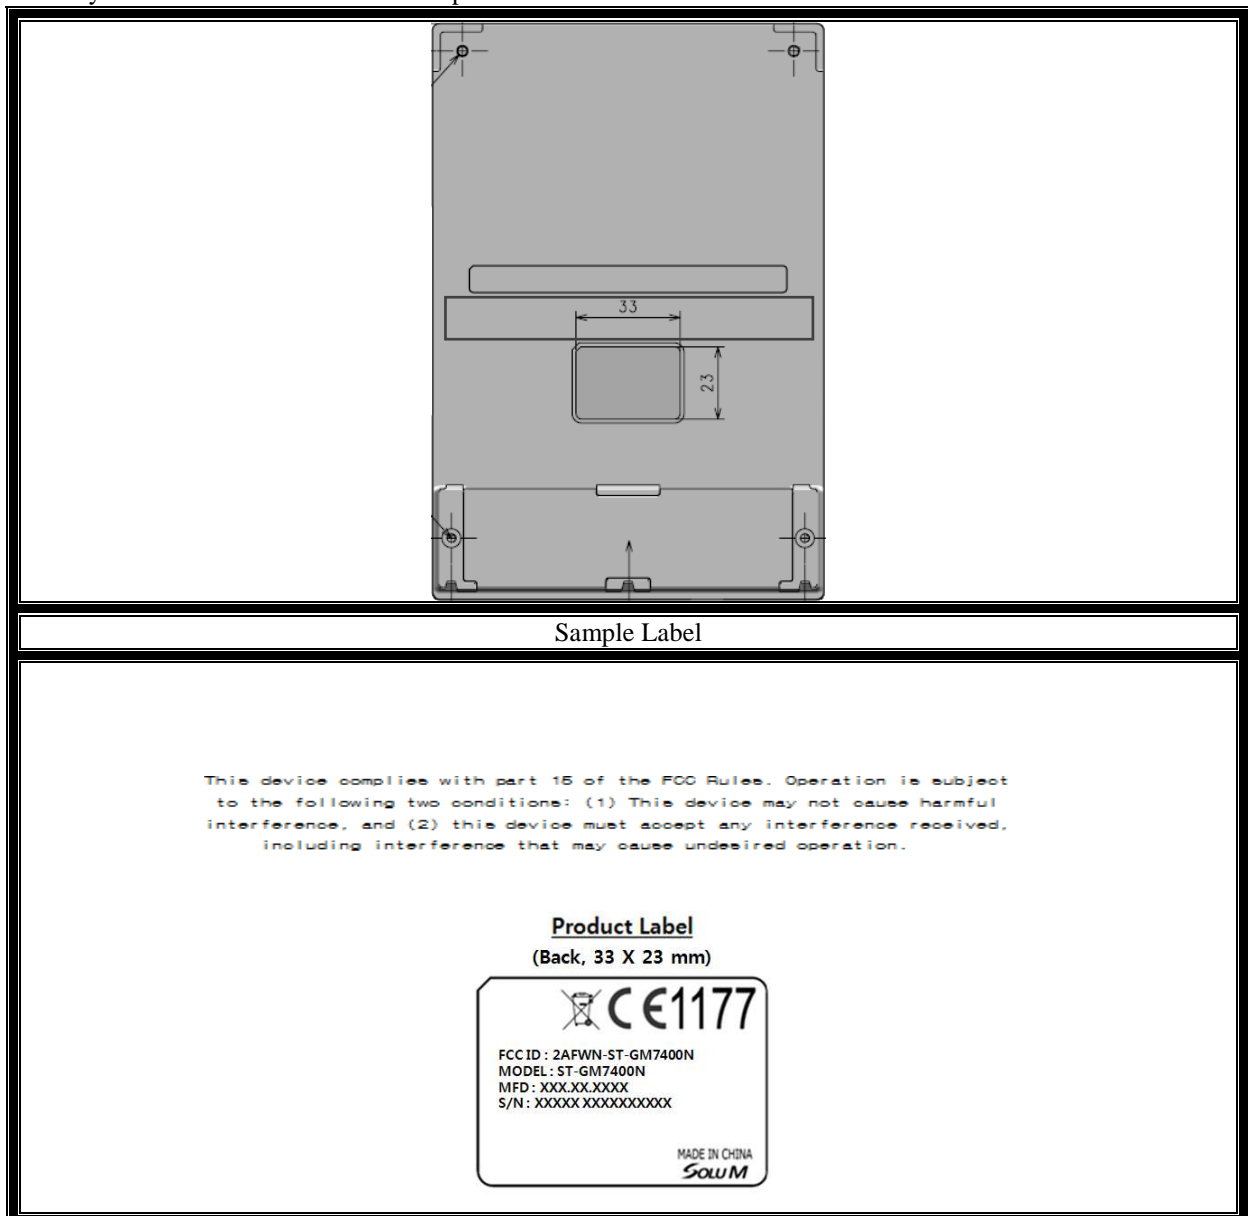 33
23
Sample Label
This device complies with part 15 of the FCC Rules. Operation is subject
to the following two conditions: (1) This device may not cause harmful
interference, and (2) this device must accept any interference received,
including interference that may cause undesired operation.
Product Label
(Back, 33 X 23 mm)
CE1177
FCC ID : 2AFWN-ST-GM7400N
MODEL : ST-GM7400N
MFD : XXX.XX.XXXX
S/N : XXXXX XXXXXXXXXX
MADE IN CHINA
SOLU M